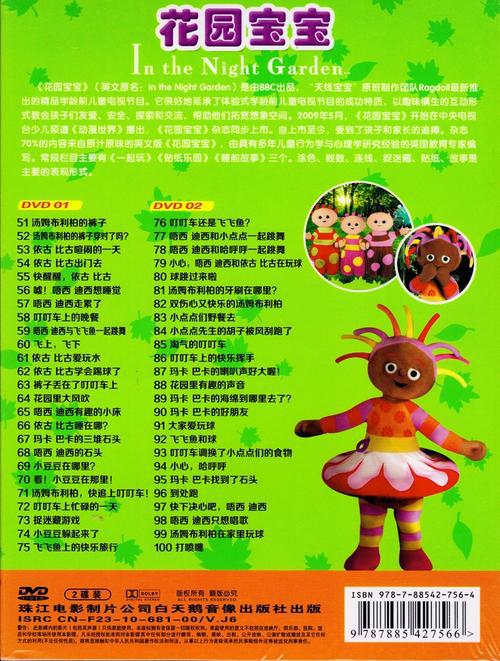 花园宝宝
In the Night Garden...
《花园宝宝》（英文原名：In the Night Garden）是由BBC出品，“天线宝宝”原班制作团队Ragdoll最新推
出的精品学龄前儿童电视节目。它很好地延承了体验式学龄前儿童电视节目的成功特质，以趣味横生的互动形
式教会孩子们友爱、安全、探索和交流，帮助他们拓宽想象空间。2009年5月，《花园宝宝》开始在中央电视
台少儿频道《动漫世界》播出，《花园宝宝》杂志同步上市。自上市至今，受到了孩子和家长的追捧。杂志
70%的内容来自原汁原味的英文版《花园宝宝》，由具有多年儿童行为学与心理学研究经验的英国教育专家编
写。常规栏目主要有《一起玩》《贴纸乐园》《睡前故事》三个。涂色、数数、连线、捉迷藏、贴纸、故事是
主要的表现形式。
DVD 01
51 汤姆布利柏的裤子
52 汤姆布利柏的裤子穿对了吗？
53 依古 比古喧闹的一天
54 依古 比古出门去
55 快醒醒，依古 比古
56 嘘！唔西 迪西想睡觉
57 唔西 迪西走累了
58 叮叮车上的晚餐
59 唔西 迪西与飞飞鱼一起跳舞
60 飞上，飞下
61 依古 比古爱玩水
62 依古 比古学会踢球了
63 裤子丢在了叮叮车上
64 花园里大风吹
65 唔西 迪西有趣的小床
66 依古 比古睡在哪？
67 玛卡 巴卡的三堆石头
68 唔西 迪西的石头
69 小豆豆在哪里？
70 看！小豆豆在那里！
71 汤姆布利柏，快追上叮叮车！
72 叮叮车上忙碌的一天
73 捉迷藏游戏
74 小豆豆躲起来了
75 飞飞鱼上的快乐旅行
DVD 02
76 叮叮车还是飞飞鱼？
77 唔西 迪西和小点点一起跳舞
78 唔西 迪西和哈呼呼一起跳舞
79 小心，唔西 迪西和依古 比古在玩球
80 球跳过来啦
81 汤姆布利柏的牙刷在哪里？
82 双伤心又快乐的汤姆布利柏
83 小点点们野餐去
84 小点点先生的胡子被风刮跑了
85 淘气的叮叮车
86 叮叮车上的快乐挥手
87 玛卡 巴卡的喇叭声好大喔！
88 花园里有趣的声音
89 玛卡 巴卡的海绵到哪里去了？
90 玛卡 巴卡的好朋友
91 大家爱玩球
92 飞飞鱼和球
93 叮叮车调换了小点点们的食物
94 小心，哈呼呼
95 玛卡 巴卡找到了石头
96 到处跑
97 快下决心吧，唔西 迪西
98 唔西 迪西只想唱歌
99 汤姆布利柏在家里玩球
100 打喷嚏
DVD VIDEO
2碟装
DOLBY DIGITAL
版权所有 翻版必究
珠江电影制片公司白天鹅音像出版社出版
ISRC CN-F23-10-681-00/V.J6
ISBN 978-7-88542-756-4
9 787885 427566